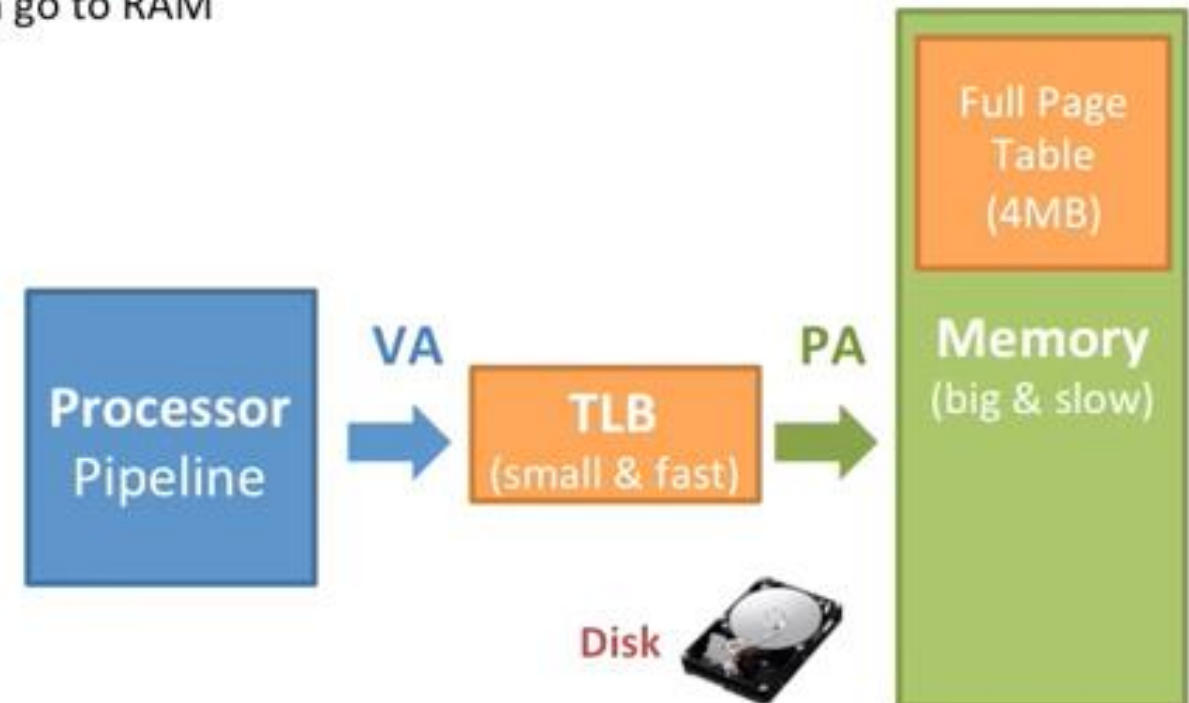 go to RAM
Full Page
Table
(4MB)
VA
PA
Memory
(big & slow)
Processor
Pipeline
TLB
(small & fast)
Disk